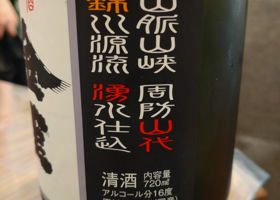 山脈山峡 周防山代
錦川源流 湧水仕込
清酒 内容量
720ml
アルコール分16度